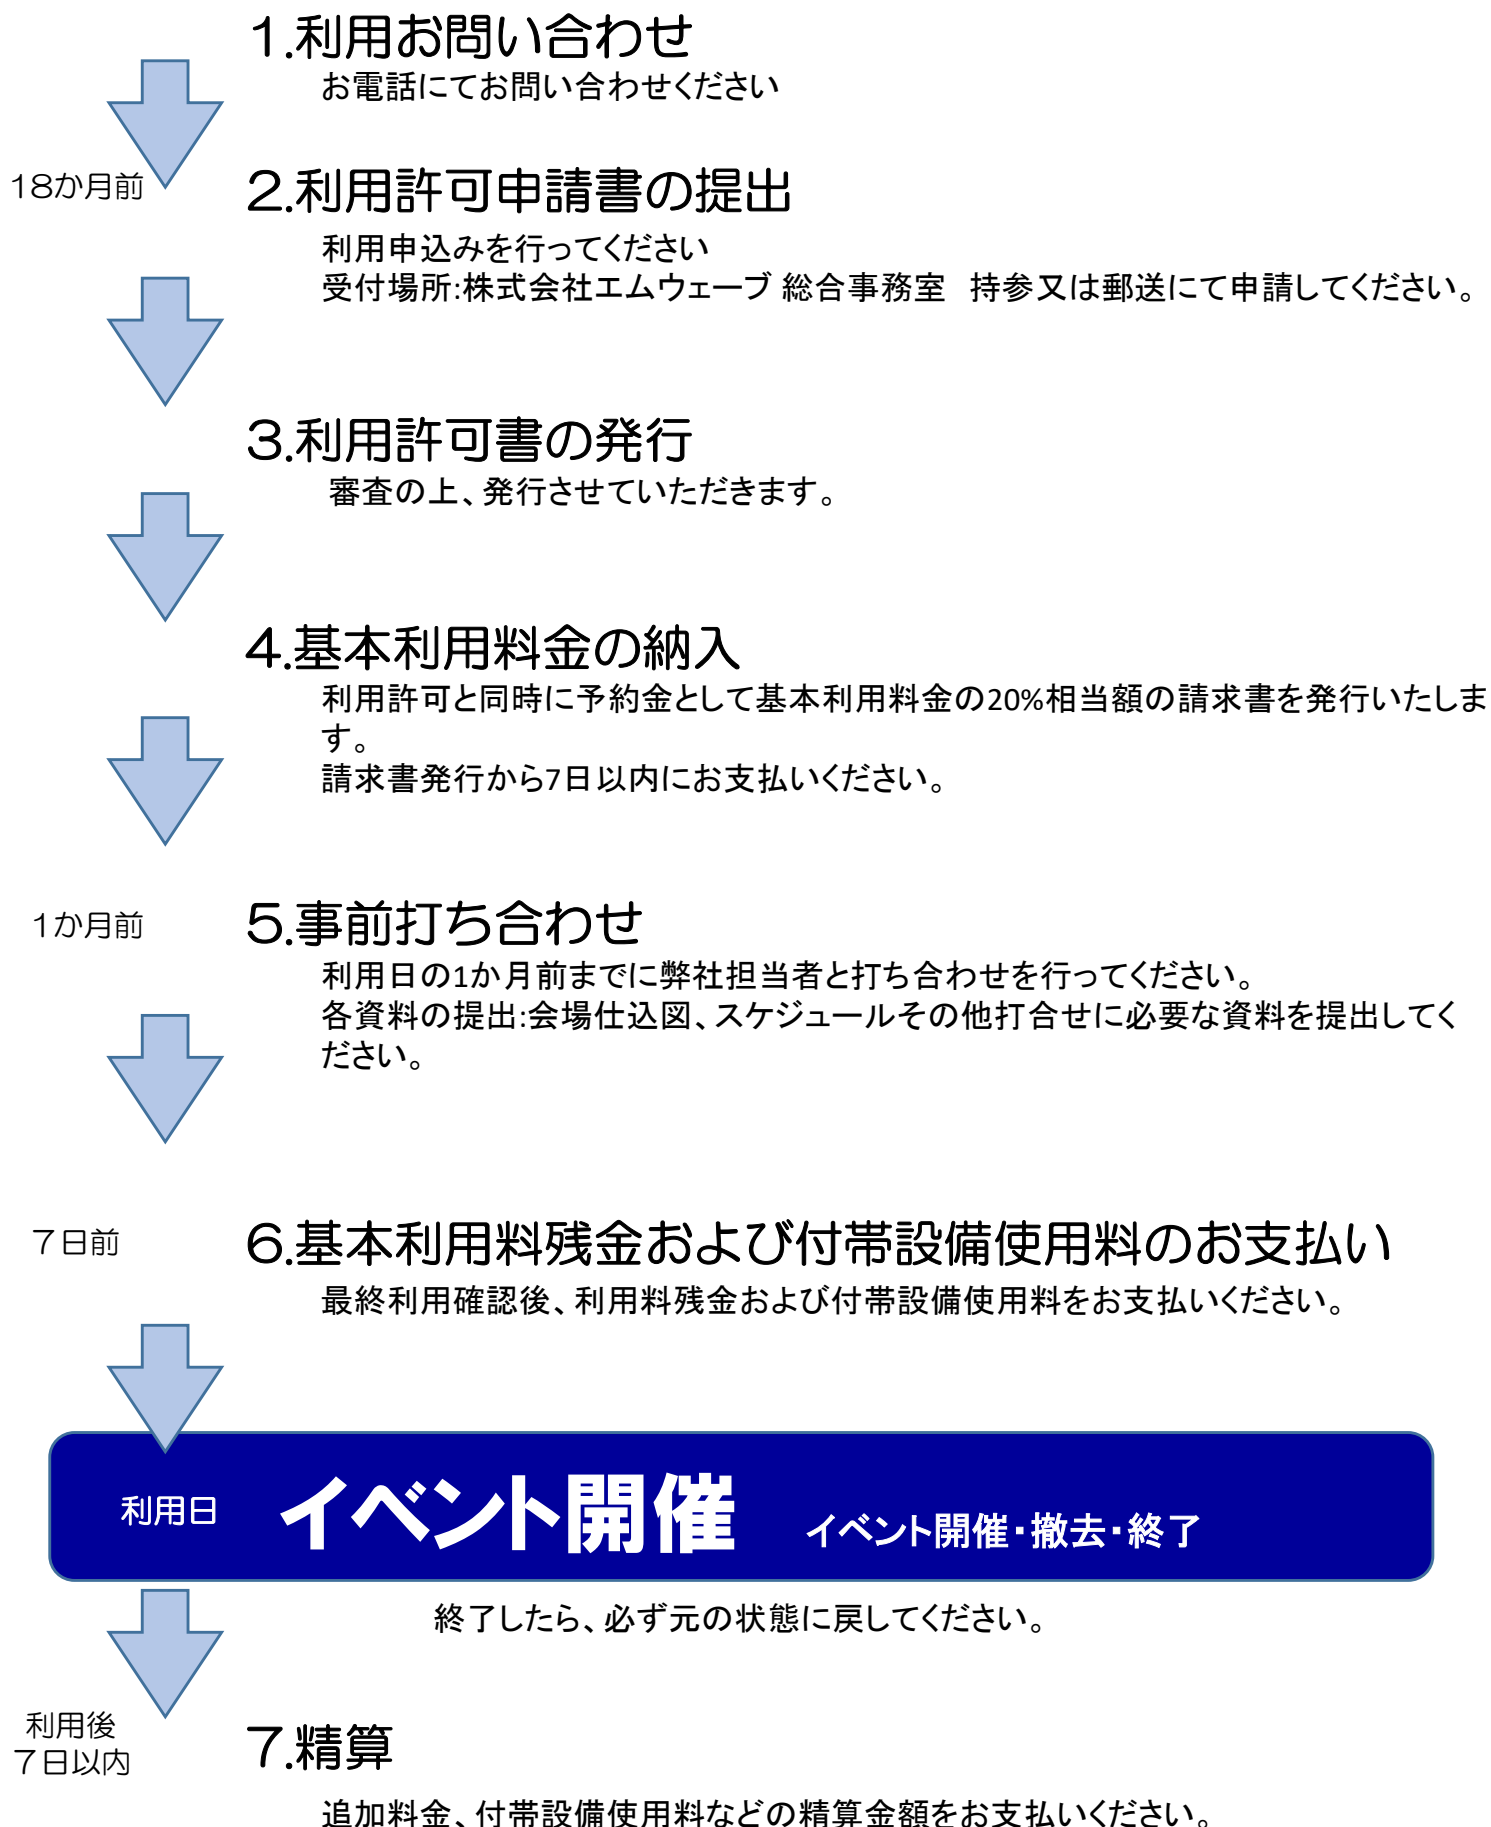 1.利用お問い合わせ
お電話にてお問い合わせください
18か月前
2.利用許可申請書の提出
利用申込みを行ってください
受付場所:株式会社エムウェーブ 総合事務室　持参又は郵送にて申請してください。
3.利用許可書の発行
審査の上、発行させていただきます。
4.基本利用料金の納入
利用許可と同時に予約金として基本利用料金の20%相当額の請求書を発行いたしま
す。
請求書発行から7日以内にお支払いください。
1か月前
5.事前打ち合わせ
利用日の1か月前までに弊社担当者と打ち合わせを行ってください。
各資料の提出:会場仕込図、スケジュールその他打合せに必要な資料を提出してく
ださい。
7日前
6.基本利用料残金および付帯設備使用料のお支払い
最終利用確認後、利用料残金および付帯設備使用料をお支払いください。
利用日
イベント開催
イベント開催・撤去・終了
終了したら、必ず元の状態に戻してください。
利用後
7日以内
7.精算
追加料金、付帯設備使用料などの精算金額をお支払いください。